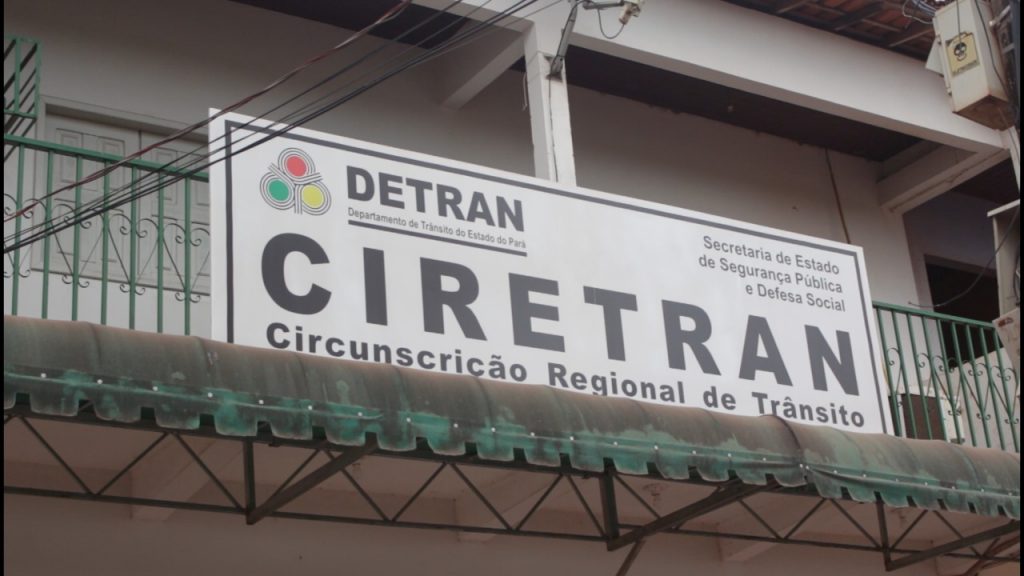 DETRAN
Departamento de Trânsito do Estado do Pará
Secretaria de Estado
de Segurança Pública
e Defesa Social
CIRETRAN
Circunscrição Regional de Trânsito